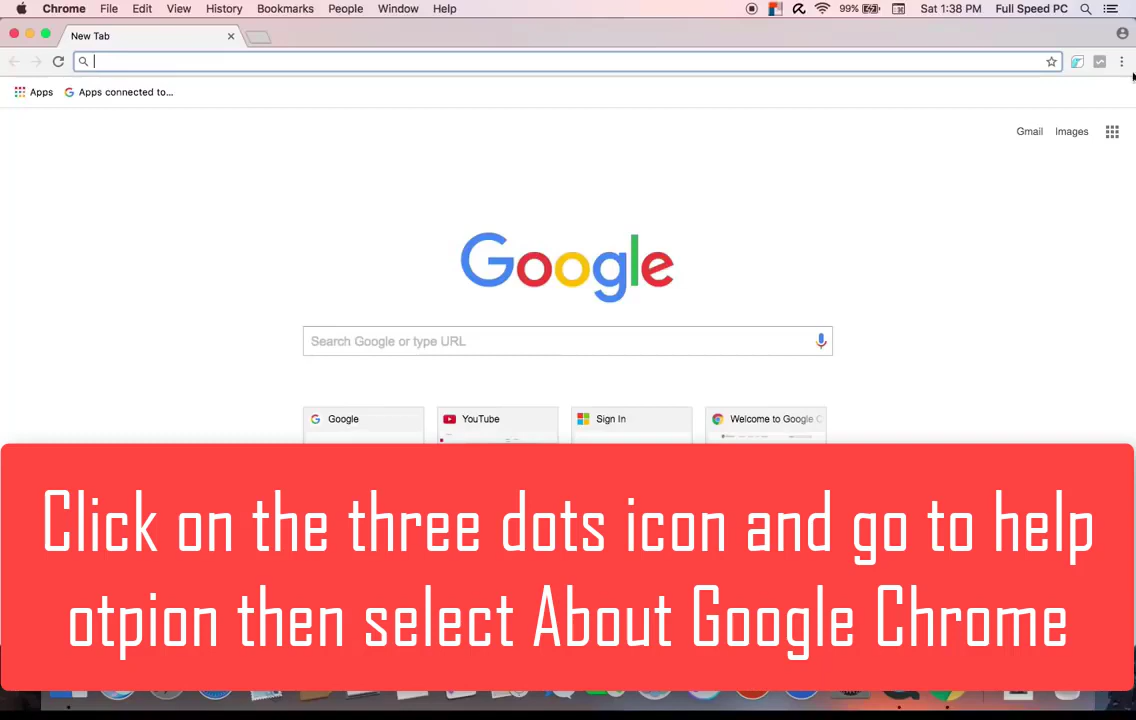 Chrome File Edit View History Bookmarks People Window Help 99% Sat 1:38 PM Full Speed PC
New Tab
Apps Apps connected to...
Gmail Images
Google
Search Google or type URL
Google YouTube Sign In Welcome to Google C
Click on the three dots icon and go to help
otpion then select About Google Chrome